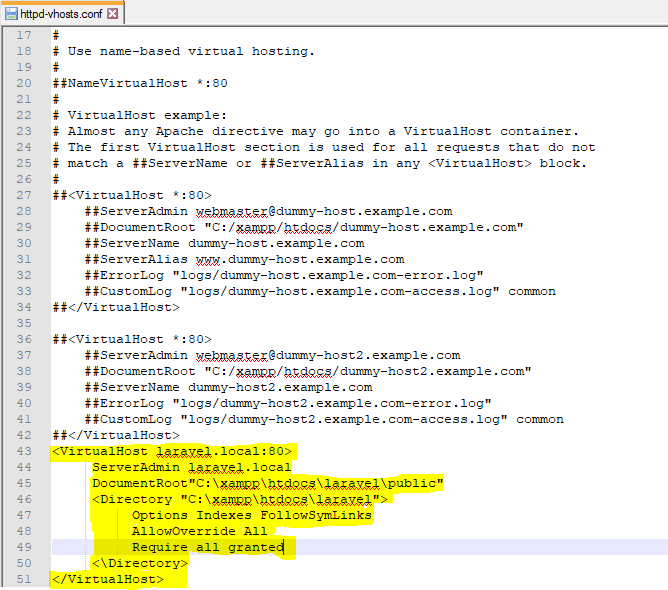 httpd-vhosts.conf
17 #
18 # Use name-based virtual hosting.
19 #
20 ##NameVirtualHost *:80
21 #
22 # VirtualHost example:
23 # Almost any Apache directive may go into a VirtualHost container.
24 # The first VirtualHost section is used for all requests that do not
25 # match a ##ServerName or ##ServerAlias in any <VirtualHost> block.
26 #
27 ##<VirtualHost *:80>
28     ##ServerAdmin webmaster@dummy-host.example.com
29     ##DocumentRoot "C:/xampp/htdocs/dummy-host.example.com"
30     ##ServerName dummy-host.example.com
31     ##ServerAlias www.dummy-host.example.com
32     ##ErrorLog "logs/dummy-host.example.com-error.log"
33     ##CustomLog "logs/dummy-host.example.com-access.log" common
34 ##</VirtualHost>
35
36 ##<VirtualHost *:80>
37     ##ServerAdmin webmaster@dummy-host2.example.com
38     ##DocumentRoot "C:/xampp/htdocs/dummy-host2.example.com"
39     ##ServerName dummy-host2.example.com
40     ##ErrorLog "logs/dummy-host2.example.com-error.log"
41     ##CustomLog "logs/dummy-host2.example.com-access.log" common
42 ##</VirtualHost>
43 <VirtualHost laravel.local:80>
44      ServerAdmin laravel.local
45      DocumentRoot"C:\xampp\htdocs\laravel\public"
46      <Directory "C:\xampp\htdocs\laravel">
47           Options Indexes FollowSymLinks
48           AllowOverride All
49           Require all granted
50      <\Directory>
51 </VirtualHost>